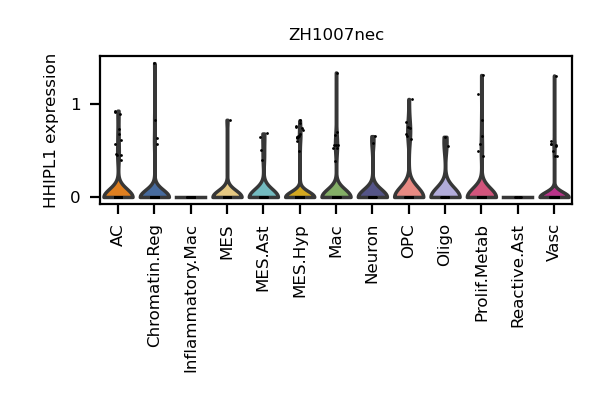 ZH1007nec
HHIPL1 expression
1
0
AC
Chromatin.Reg
Inflammatory.Mac
MES
MES.Ast
MES.Hyp
Mac
Neuron
OPC
Oligo
Prolif.Metab
Reactive.Ast
Vasc